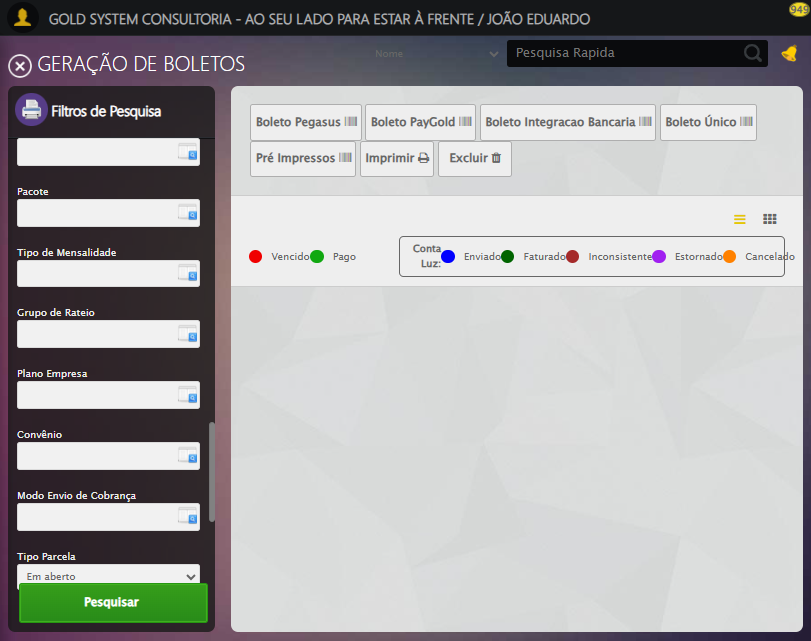 GOLD SYSTEM CONSULTORIA - AO SEU LADO PARA ESTAR À FRENTE / JOÃO EDUARDO
949
GERAÇÃO DE BOLETOS
Nome
Pesquisa Rapida
Filtros de Pesquisa
Pacote
Tipo de Mensalidade
Grupo de Rateio
Plano Empresa
Convênio
Modo Envio de Cobrança
Tipo Parcela
Em aberto
Pesquisar
Boleto Pegasus
Boleto PayGold
Boleto Integracao Bancaria
Boleto Único
Pré Impressos
Imprimir
Excluir
Vencido
Pago
Conta
Luz:
Enviado
Faturado
Inconsistente
Estornado
Cancelado